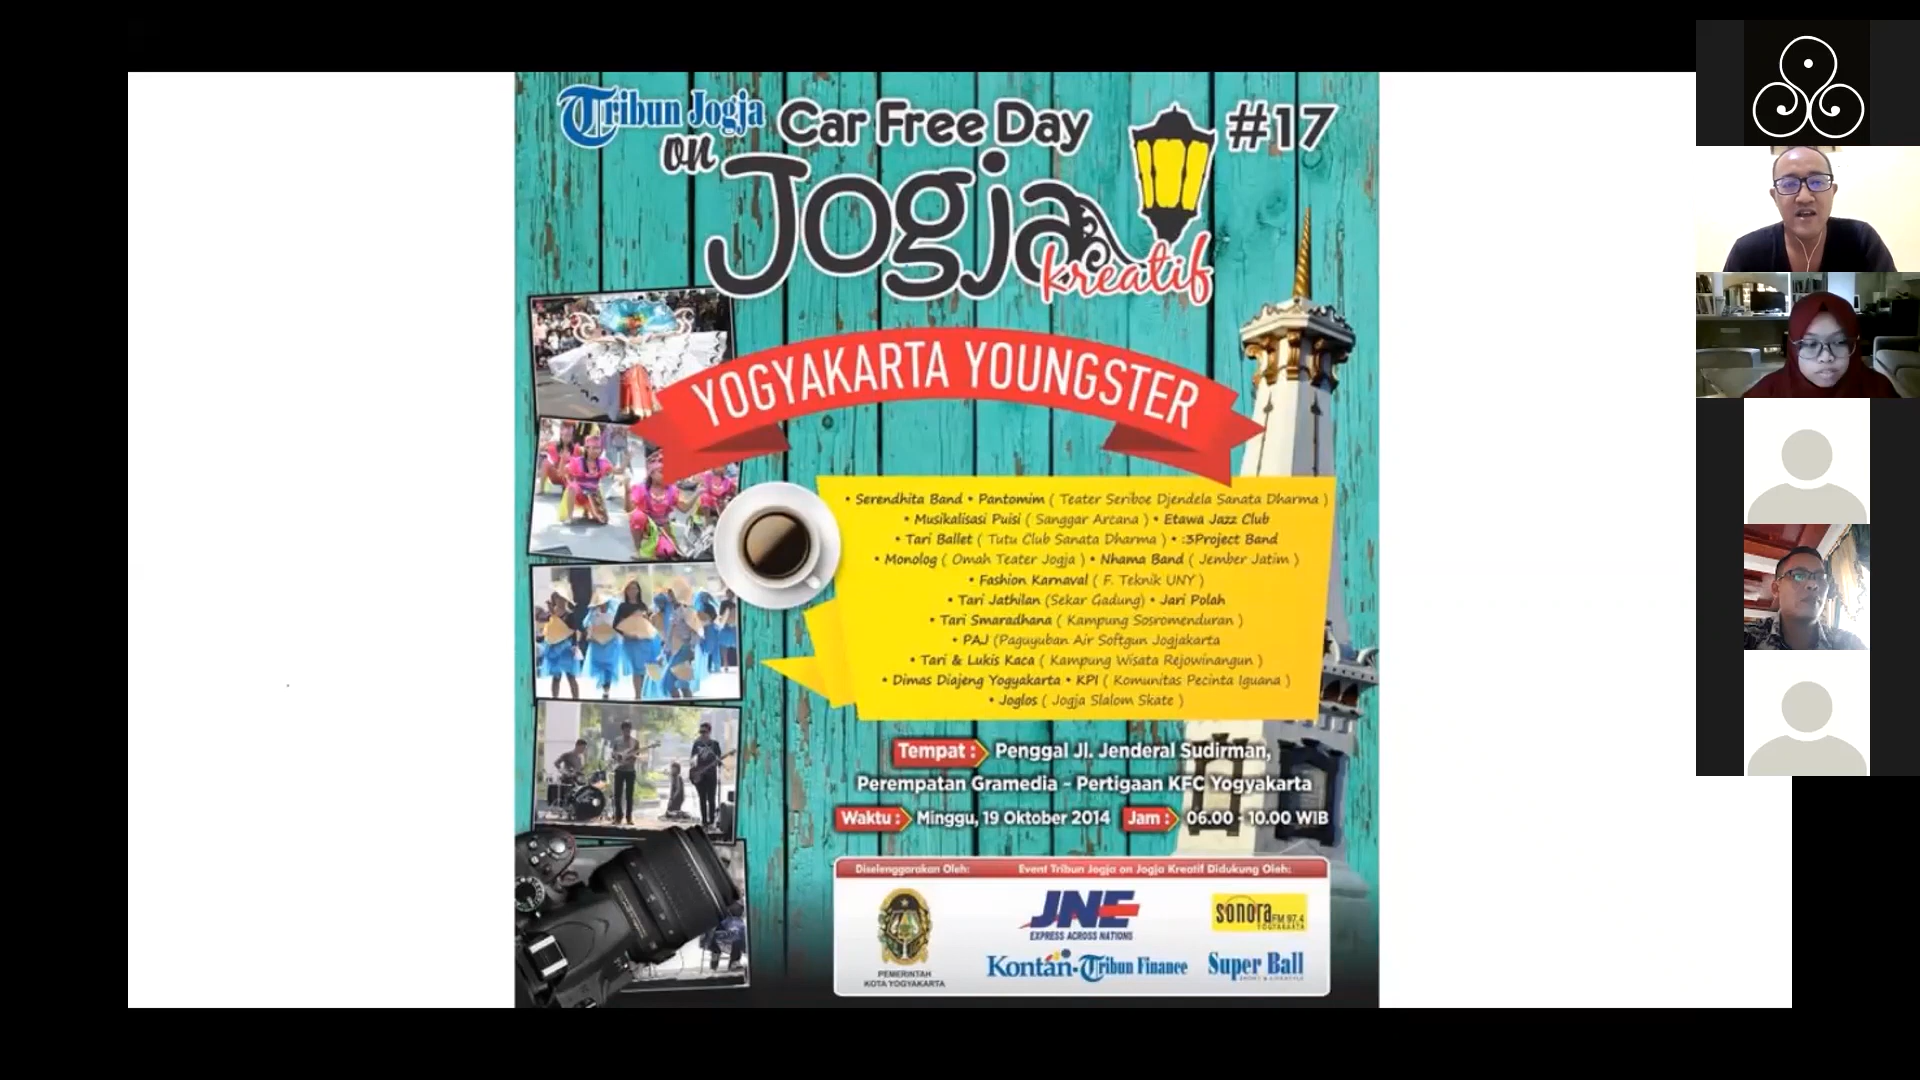 Tribun Jogja
on
Car Free Day
#17
Jogja
kreatif
YOGYAKARTA YOUNGSTER
• Serendhita Band • Pantomim ( Teater Seriboe Djendela Sanata Dharma )
• Musikalisasi Puisi ( Sanggar Arcana ) • Etawa Jazz Club
• Tari Ballet ( Tutu Club Sanata Dharma ) • :3Project Band
• Monolog ( Omah Teater Jogja ) • Nhama Band ( Jember Jatim )
• Fashion Karnaval ( F. Teknik UNY )
• Tari Jathilan (Sekar Gadung) • Jari Polah
• Tari Smaradhana ( Kampung Sosromenduran )
• PAJ (Paguyuban Air Softgun Jogjakarta
• Tari & Lukis Kaca ( Kampung Wisata Rejowinangun )
• Dimas Diajeng Yogyakarta • KPI ( Komunitas Pecinta Iguana )
• Joglos ( Jogja Slalom Skate )
Tempat : Penggal Jl. Jenderal Sudirman,
Perempatan Gramedia - Pertigaan KFC Yogyakarta
Waktu : Minggu, 19 Oktober 2014 Jam : 06.00 - 10.00 WIB
Diselenggarakan Oleh: Event Tribun Jogja on Jogja Kreatif Didukung Oleh:
PEMERINTAH
KOTA YOGYAKARTA
JNE
EXPRESS ACROSS NATIONS
sonora FM 97.4
YOGYAKARTA
Kontan - Tribun Finance
Super Ball